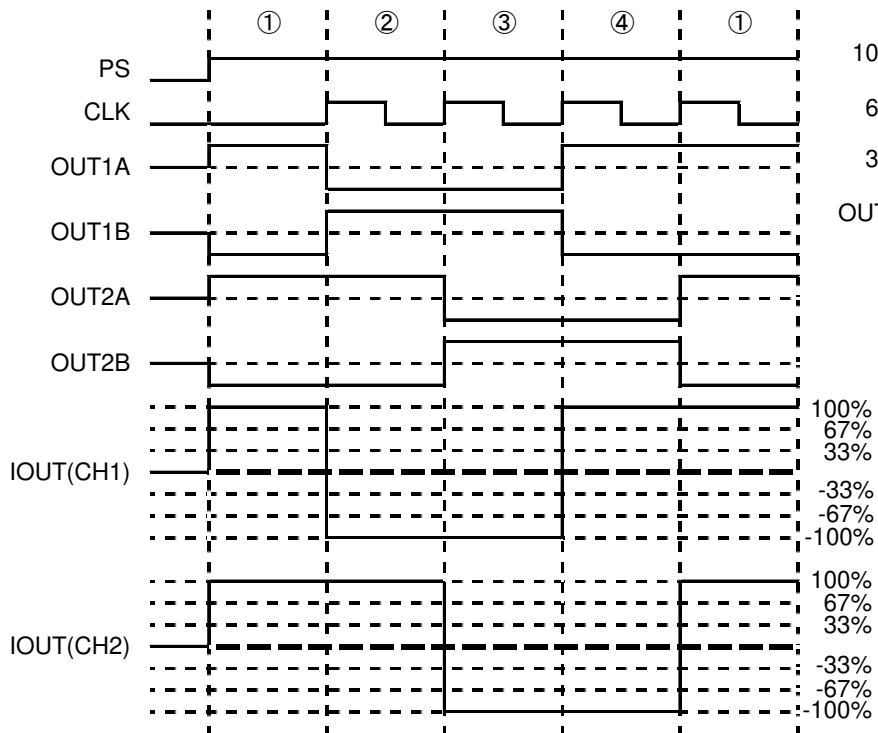 ① ② ③ ④ ①
PS
CLK
OUT1A
OUT1B
OUT2A
OUT2B
IOUT(CH1)
100%
67%
33%
-33%
-67%
-100%
IOUT(CH2)
100%
67%
33%
-33%
-67%
-100%
10
6
3
OUT